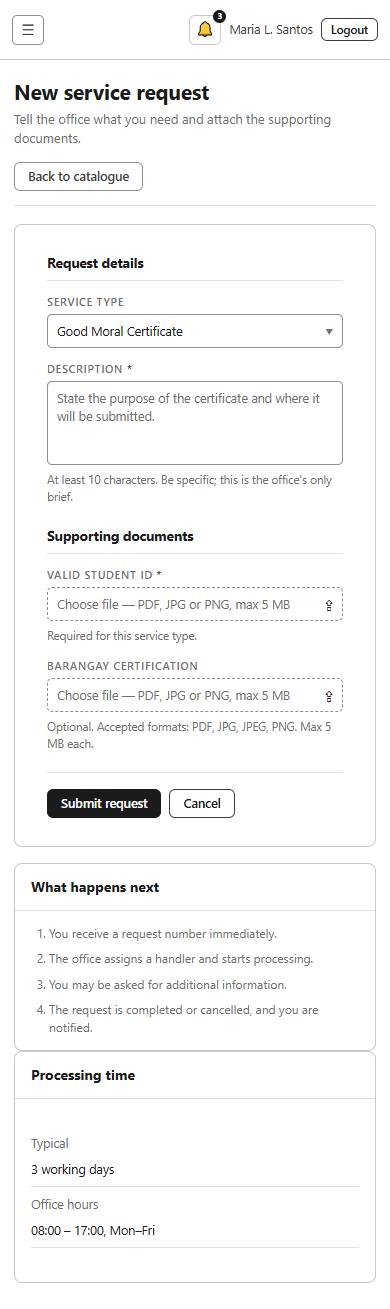 3
Maria L. Santos
Logout
New service request
Tell the office what you need and attach the supporting
documents.
Back to catalogue
Request details
SERVICE TYPE
Good Moral Certificate
DESCRIPTION *
State the purpose of the certificate and where it
will be submitted.
At least 10 characters. Be specific; this is the office's only
brief.
Supporting documents
VALID STUDENT ID *
Choose file — PDF, JPG or PNG, max 5 MB
Required for this service type.
BARANGAY CERTIFICATION
Choose file — PDF, JPG or PNG, max 5 MB
Optional. Accepted formats: PDF, JPG, JPEG, PNG. Max 5
MB each.
Submit request
Cancel
What happens next
1. You receive a request number immediately.
2. The office assigns a handler and starts processing.
3. You may be asked for additional information.
4. The request is completed or cancelled, and you are
notified.
Processing time
Typical
3 working days
Office hours
08:00 – 17:00, Mon–Fri